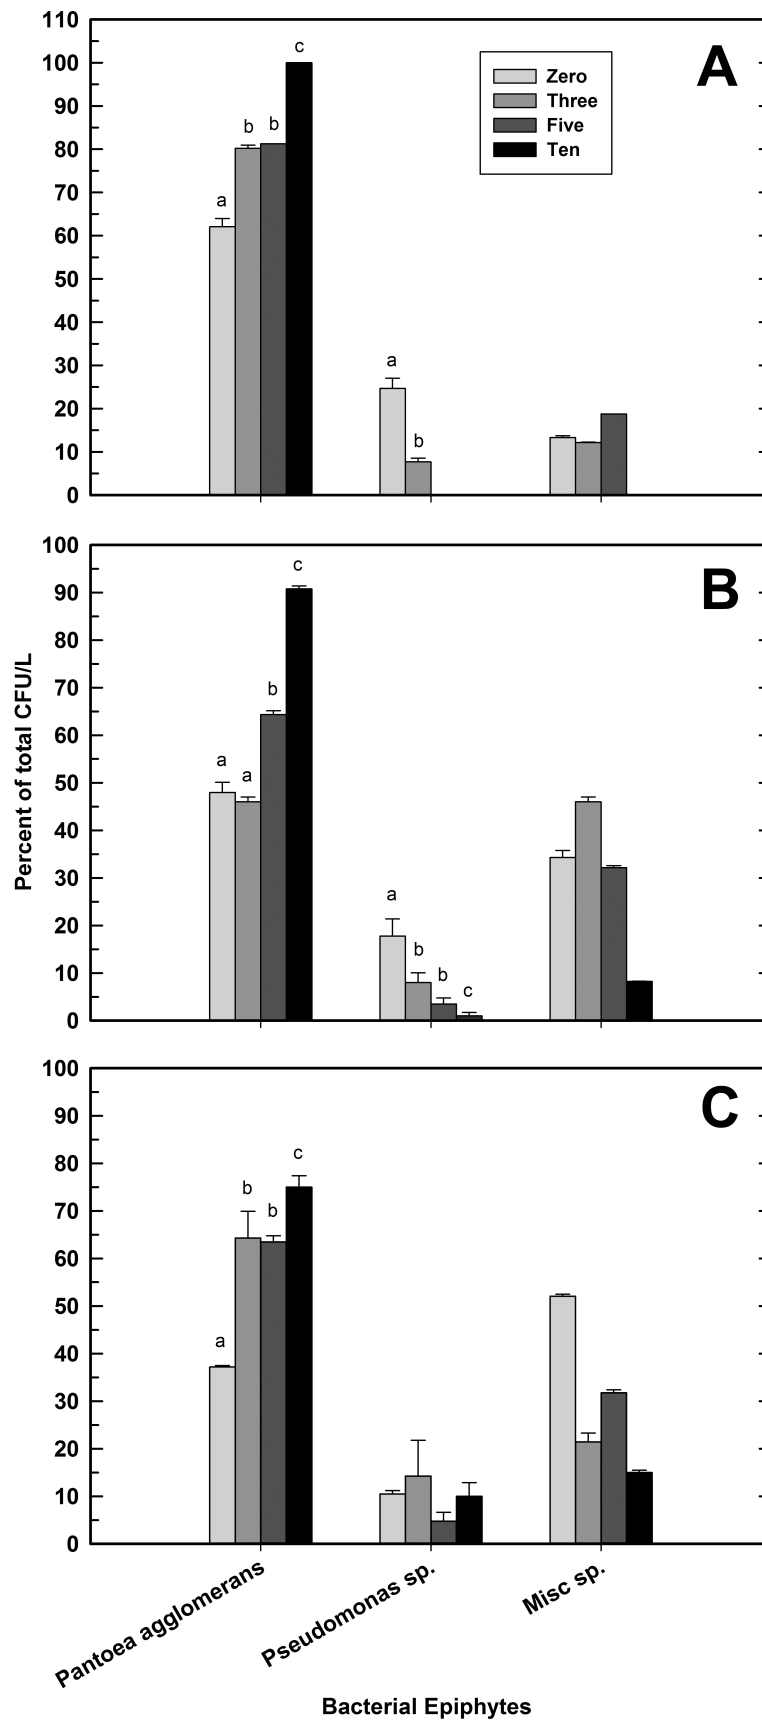 110
100
90
80
70
60
50
40
30
20
10
0
a
b
b
c
a
b
Zero
Three
Five
Ten
A
Percent of total CFU/L
100
90
80
70
60
50
40
30
20
10
0
a
a
b
c
a
b
b
c
B
100
90
80
70
60
50
40
30
20
10
0
a
b
b
c
C
Pantoea agglomerans
Pseudomonas sp.
Misc sp.
Bacterial Epiphytes